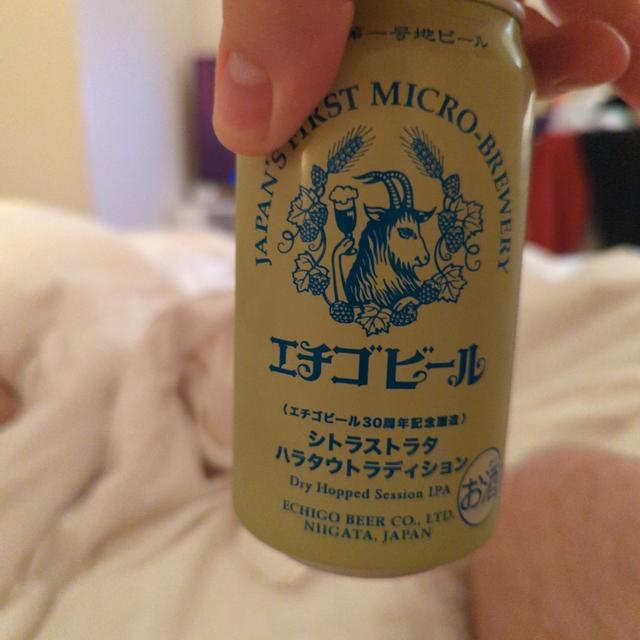 第一号地ビール
JAPAN'S FIRST MICRO-BREWERY
エチゴビール
(エチゴビール30周年記念醸造)
シトラストラタ
ハラタウトラディション
Dry Hopped Session IPA
お酒
ECHIGO BEER CO., LTD.
NIIGATA, JAPAN